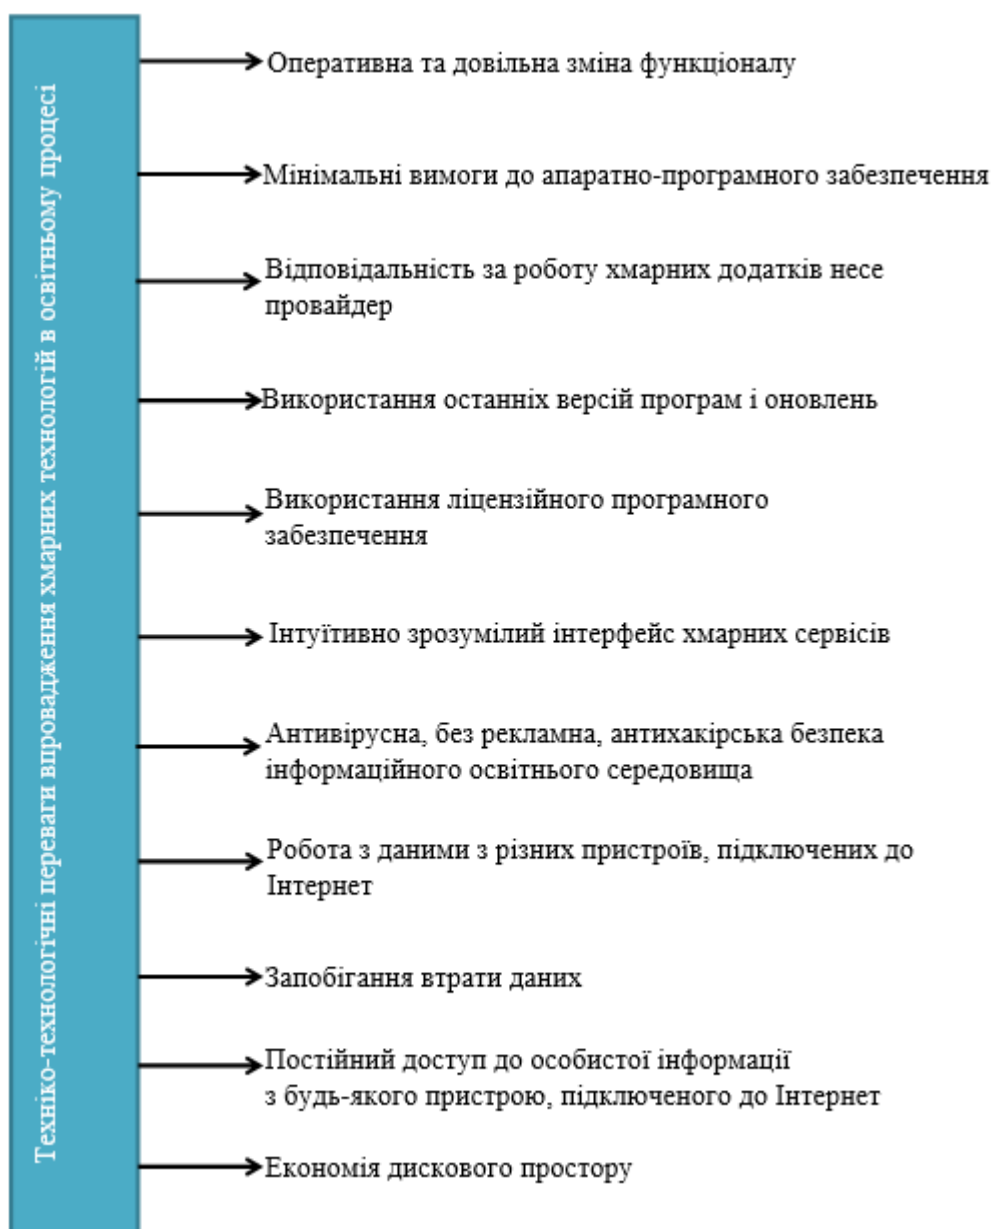 Техніко-технологічні переваги впровадження хмарних технологій в освітньому процесі
Оперативна та довільна зміна функціоналу
Мінімальні вимоги до апаратно-програмного забезпечення
Відповідальність за роботу хмарних додатків несе
провайдер
Використання останніх версій програм і оновлень
Використання ліцензійного програмного
забезпечення
Інтуїтивно зрозумілий інтерфейс хмарних сервісів
Антивірусна, без рекламна, антихакірська безпека
інформаційного освітнього середовища
Робота з даними з різних пристроїв, підключених до
Інтернет
Запобігання втрати даних
Постійний доступ до особистої інформації
з будь-якого пристрою, підключеного до Інтернет
Економія дискового простору